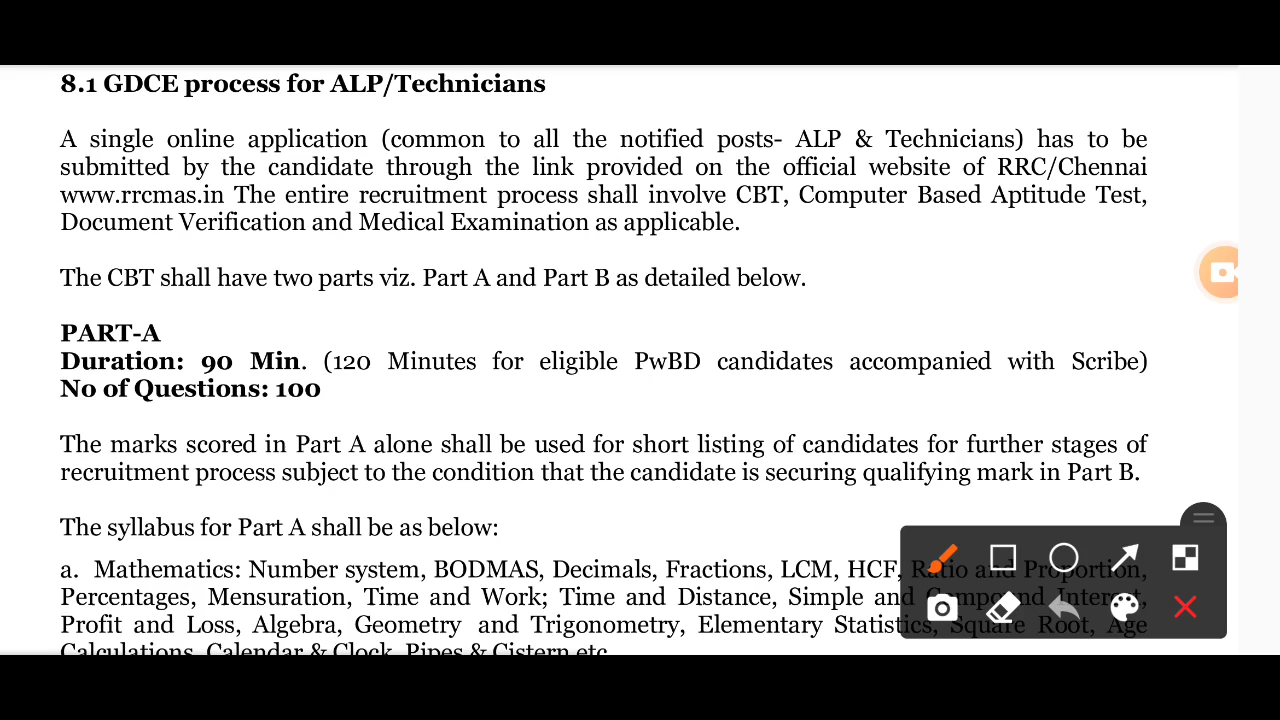 8.1 GDCE process for ALP/Technicians
A single online application (common to all the notified posts- ALP & Technicians) has to be
submitted by the candidate through the link provided on the official website of RRC/Chennai
www.rrcmas.in The entire recruitment process shall involve CBT, Computer Based Aptitude Test,
Document Verification and Medical Examination as applicable.
The CBT shall have two parts viz. Part A and Part B as detailed below.
PART-A
Duration: 90 Min. (120 Minutes for eligible PwBD candidates accompanied with Scribe)
No of Questions: 100
The marks scored in Part A alone shall be used for short listing of candidates for further stages of
recruitment process subject to the condition that the candidate is securing qualifying mark in Part B.
The syllabus for Part A shall be as below:
a. Mathematics: Number system, BODMAS, Decimals, Fractions, LCM, HCF, Ratio and Proportion,
Percentages, Mensuration, Time and Work; Time and Distance, Simple and Compound Interest,
Profit and Loss, Algebra, Geometry and Trigonometry, Elementary Statistics, Square Root, Age
Calculations, Calendar & Clock, Pipes & Cistern etc